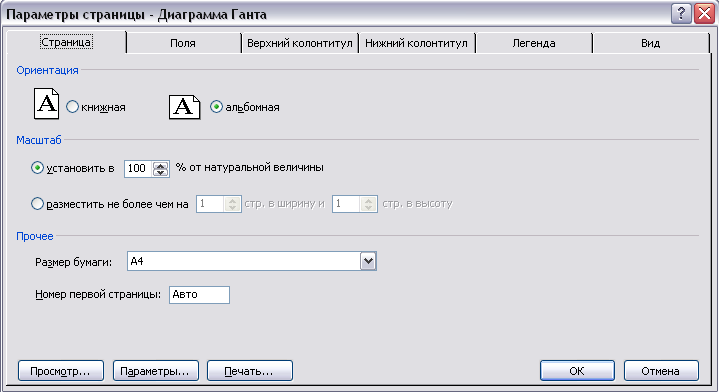 Параметры страницы - Диаграмма Ганта
Страница Поля Верхний колонтитул Нижний колонтитул Легенда Вид
Ориентация
A книжная A альбомная
Масштаб
установить в 100 % от натуральной величины
разместить не более чем на 1 стр. в ширину и 1 стр. в высоту
Прочее
Размер бумаги: A4
Номер первой страницы: Авто
Просмотр... Параметры... Печать... ОК Отмена